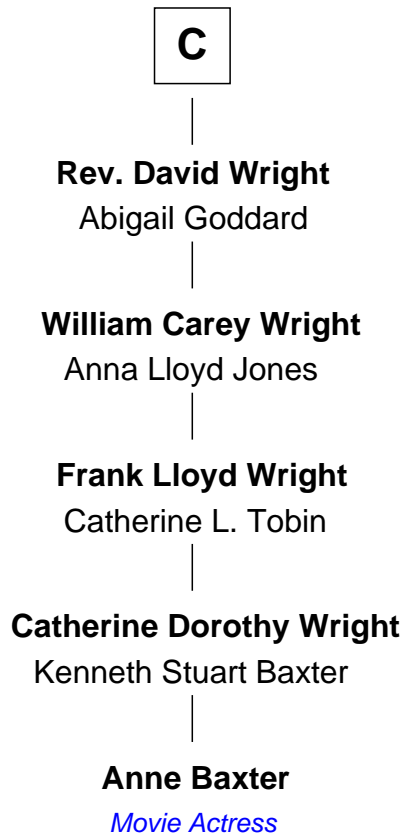 C
Rev. David Wright
Abigail Goddard
William Carey Wright
Anna Lloyd Jones
Frank Lloyd Wright
Catherine L. Tobin
Catherine Dorothy Wright
Kenneth Stuart Baxter
Anne Baxter
Movie Actress